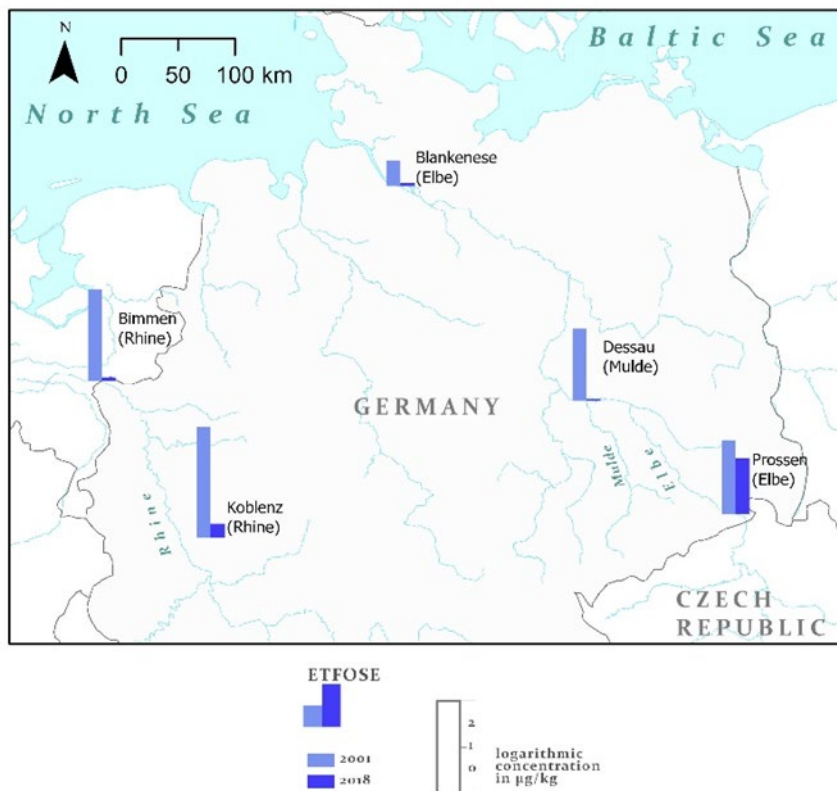 N
0 50 100 km
Baltic Sea
North Sea
Blankenese
(Elbe)
Bimmen
(Rhine)
Dessau
(Mulde)
GERMANY
Mulde
Elbe
Prossen
(Elbe)
Koblenz
(Rhine)
Rhine
CZECH
REPUBLIC
ETFOSE
2001
2018
2
1
0
logarithmic
concentration
in µg/kg